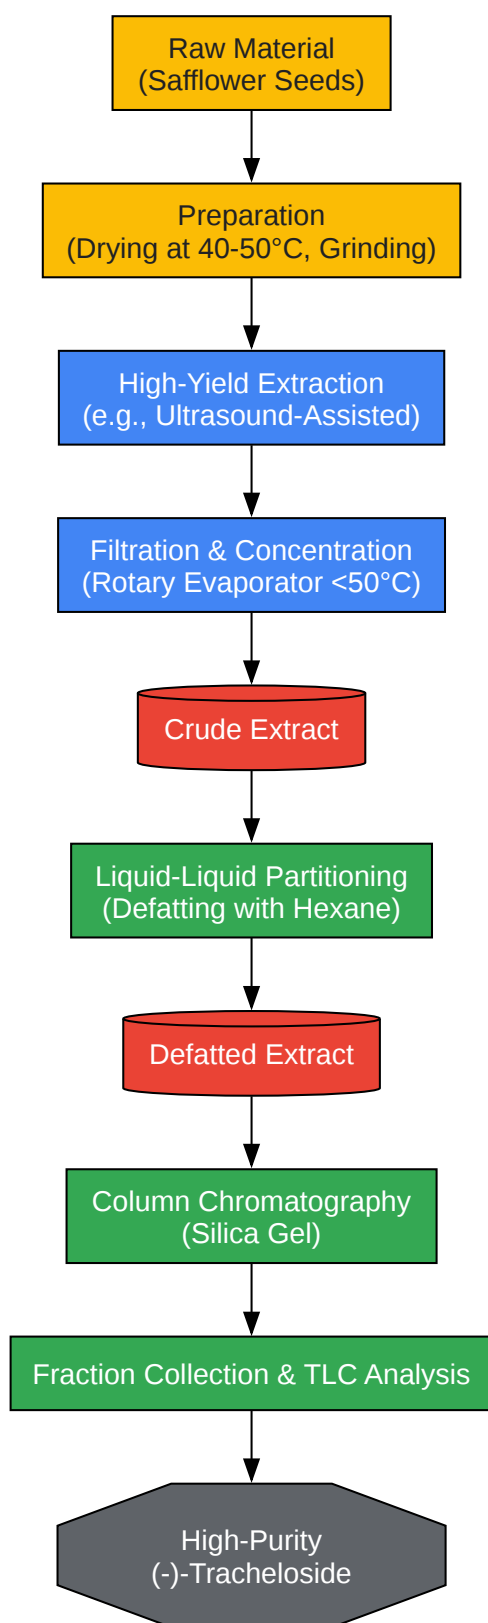 Raw Material
(Safflower Seeds)
Preparation
(Drying at 40-50°C, Grinding)
High-Yield Extraction
(e.g., Ultrasound-Assisted)
Filtration & Concentration
(Rotary Evaporator <50°C)
Crude Extract
Liquid-Liquid Partitioning
(Defatting with Hexane)
Defatted Extract
Column Chromatography
(Silica Gel)
Fraction Collection & TLC Analysis
High-Purity
(-)-Tracheloside